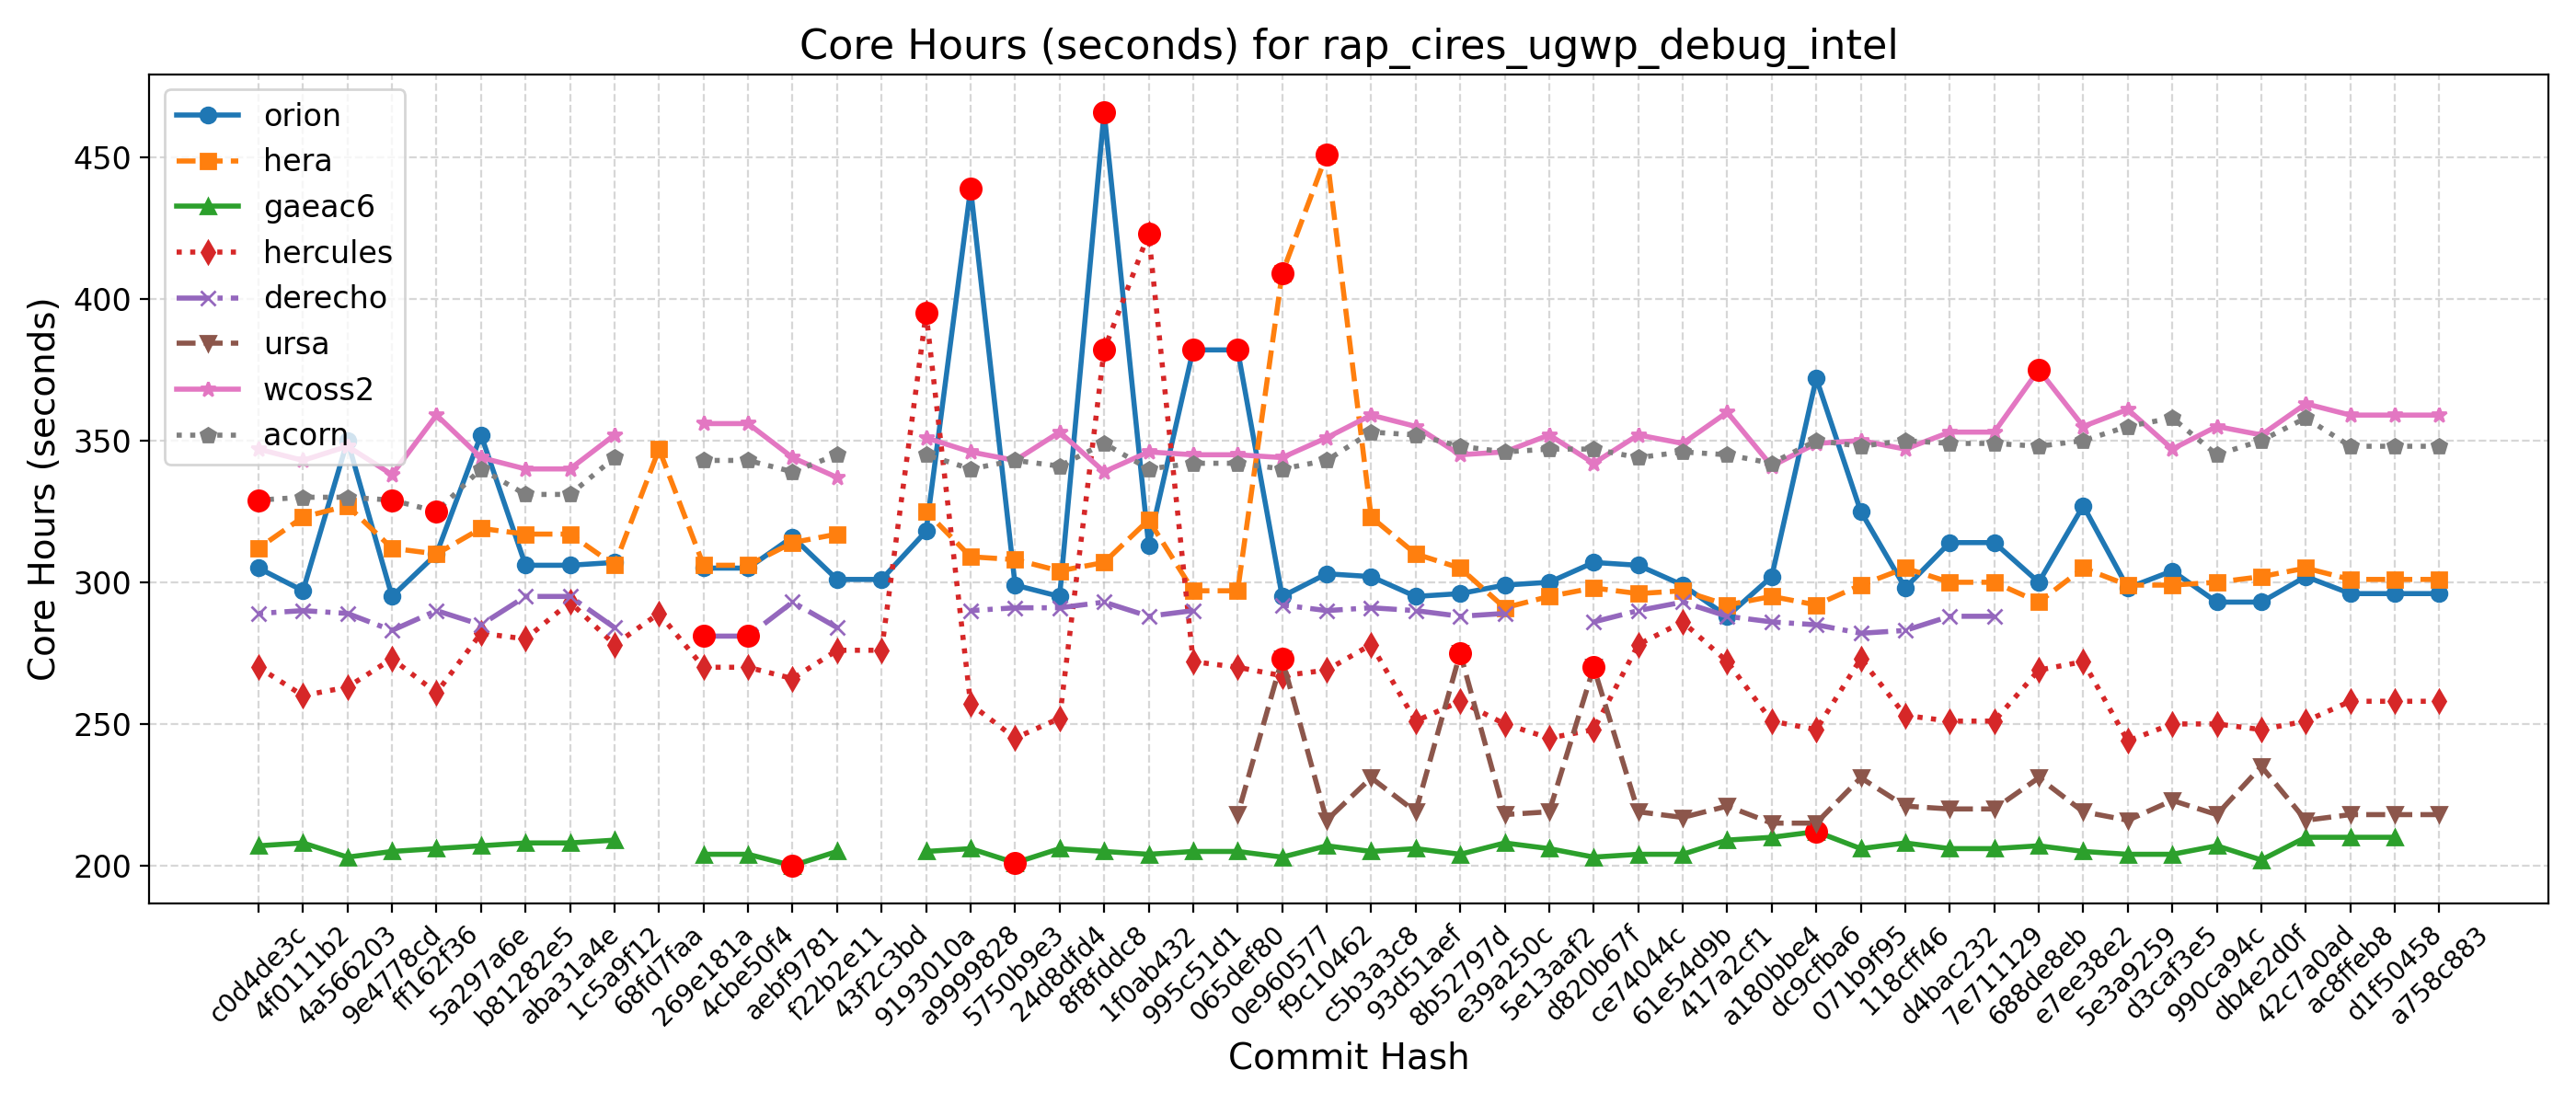 Core Hours (seconds) for rap_cires_ugwp_debug_intel
Core Hours (seconds)
450
400
350
300
250
200
orion
hera
gaeac6
hercules
derecho
ursa
wcoss2
acorn
c0d4de3c
4f0111b2
4a566203
9e4778cd
ff162f36
5a297a6e
b81282e5
aba31a4e
1c5a9f12
68fd7faa
269e181a
4cbe50f4
aebf9781
f22b2e11
43f2c3bd
9193010a
a9999828
5750b9e3
24d8dfd4
8f8fddc8
1f0ab432
995c51d1
065def80
0e960577
f9c10462
c5b3a3c8
93d51aef
8b52797d
e39a250c
5e13aaf2
d820b67f
ce74044c
61e54d9b
417a2cf1
a180bbe4
dc9cfba6
071b9f95
118cff46
d4bac232
7e711129
688de8eb
e7ee38e2
5e3a9259
d3caf3e5
990ca94c
db4e2d0f
42c7a0ad
ac8ffeb8
d1f50458
a758c883
Commit Hash